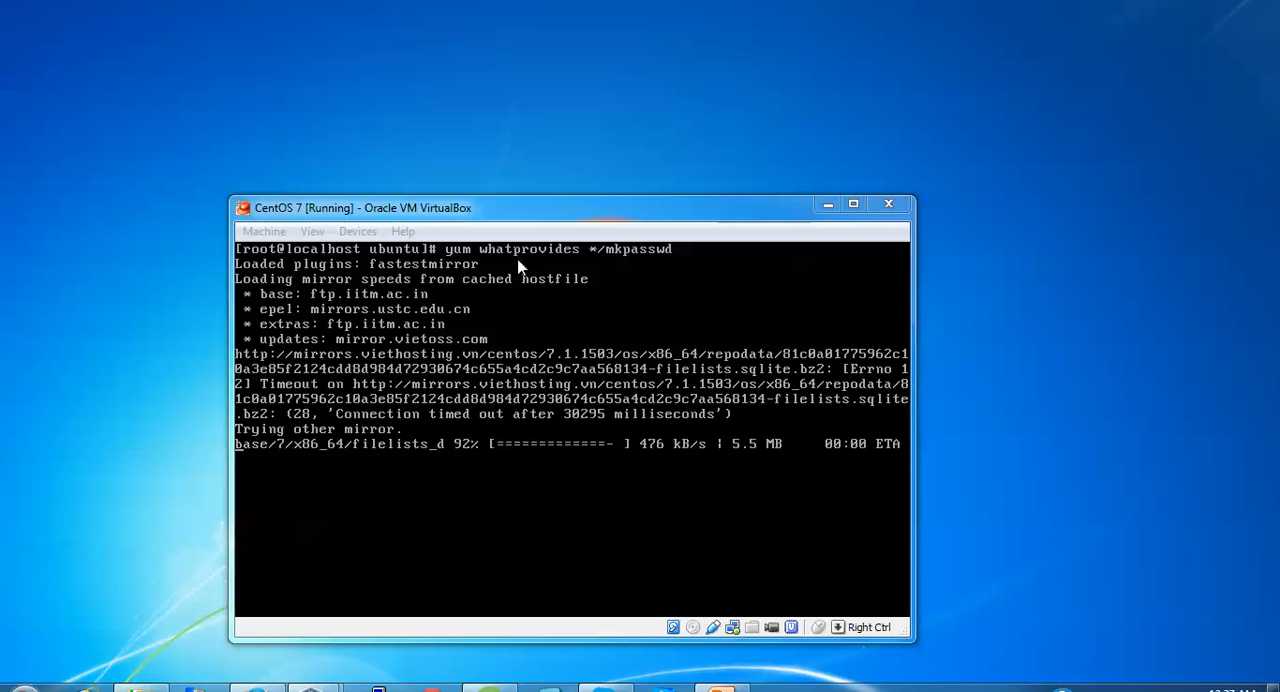 CentOS 7 [Running] - Oracle VM VirtualBox
Machine View Devices Help
[root@localhost ubuntu]# yum whatprovides */mkpasswd
Loaded plugins: fastestmirror
Loading mirror speeds from cached hostfile
* base: ftp.iitm.ac.in
* epel: mirrors.ustc.edu.cn
* extras: ftp.iitm.ac.in
* updates: mirror.vietoss.com
http://mirrors.viethosting.vn/centos/7.1.1503/os/x86_64/repodata/81c0a01775962c1
0a3e85f2124cdd8d984d72930674c655a4cd2c9c7aa568134-filelists.sqlite.bz2: [Errno 1
2] Timeout on http://mirrors.viethosting.vn/centos/7.1.1503/os/x86_64/repodata/8
1c0a01775962c10a3e85f2124cdd8d984d72930674c655a4cd2c9c7aa568134-filelists.sqlite
.bz2: (28, 'Connection timed out after 30295 milliseconds')
Trying other mirror.
base/7/x86_64/filelists_d 92% [=============- ] 476 kB/s | 5.5 MB 00:00 ETA
Right Ctrl